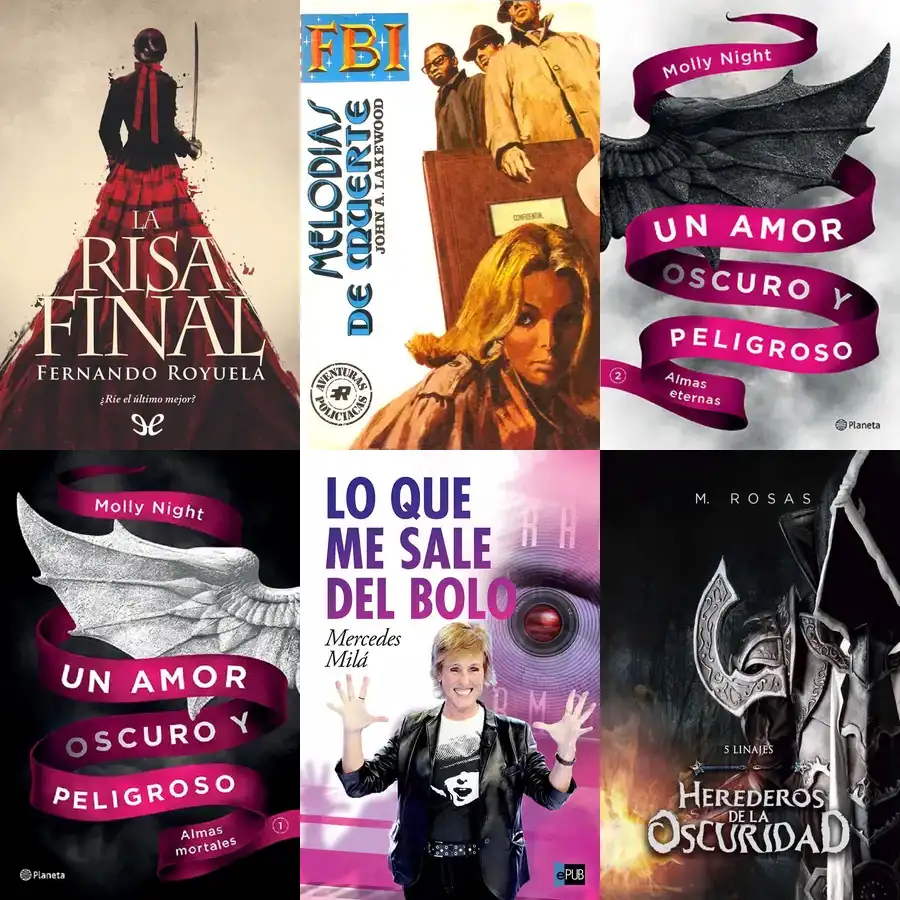 LA
RISA
FINAL
FERNANDO ROYUELA
¿Ríe el último mejor?
FBI
MELODIAS
DE MUERTE
JOHN A. LAKEWOOD
CONFIDENTIAL
AVENTURAS
POLICIACAS
Molly Night
UN AMOR
OSCURO Y
PELIGROSO
2
Almas
eternas
Planeta
Molly Night
UN AMOR
OSCURO Y
PELIGROSO
Almas
mortales
1
Planeta
LO QUE
ME SALE
DEL BOLO
Mercedes
Milá
ePUB
M. ROSAS
5 LINAJES
HEREDEROS
DE LA
OSCURIDAD